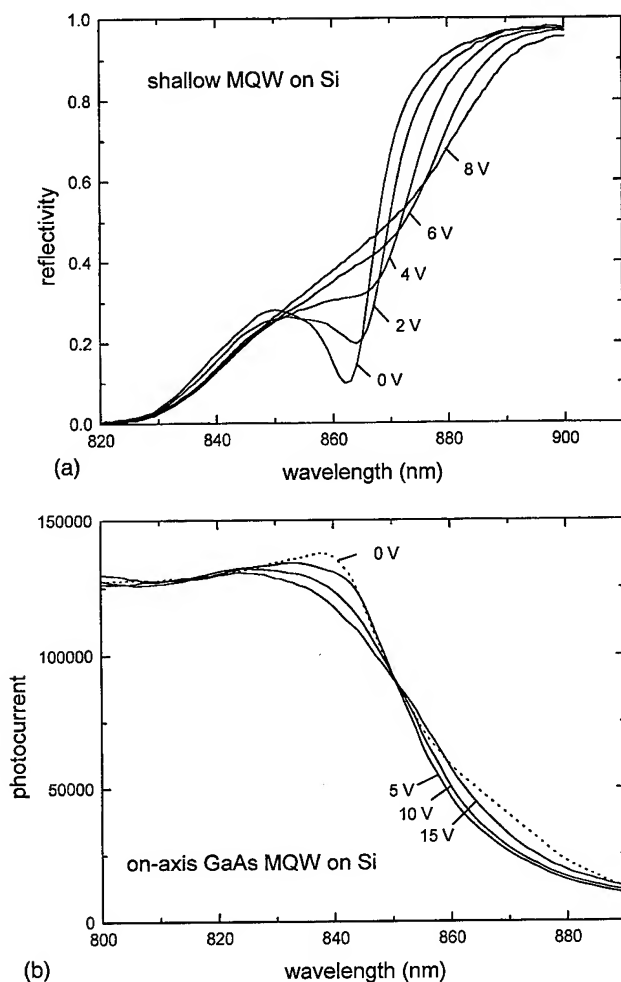 1.0
0.8
0.6
0.4
0.2
0.0
reflectivity
shallow MQW on Si
8 V
6 V
4 V
2 V
0 V
820
840
860
880
900
wavelength (nm)
(a)
150000
100000
50000
0
photocurrent
0 V
5 V
10 V
15 V
on-axis GaAs MQW on Si
800
820
840
860
880
wavelength (nm)
(b)